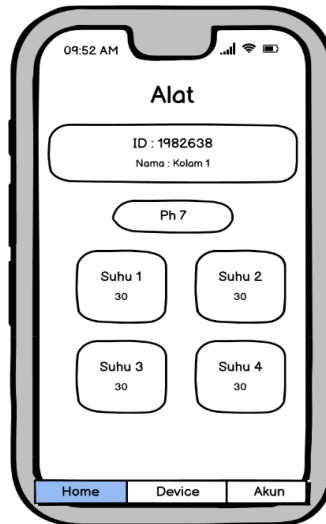 09:52 AM
Alat
ID : 1982638
Nama : Kolam 1
Ph 7
Suhu 1
30
Suhu 2
30
Suhu 3
30
Suhu 4
30
Home
Device
Akun